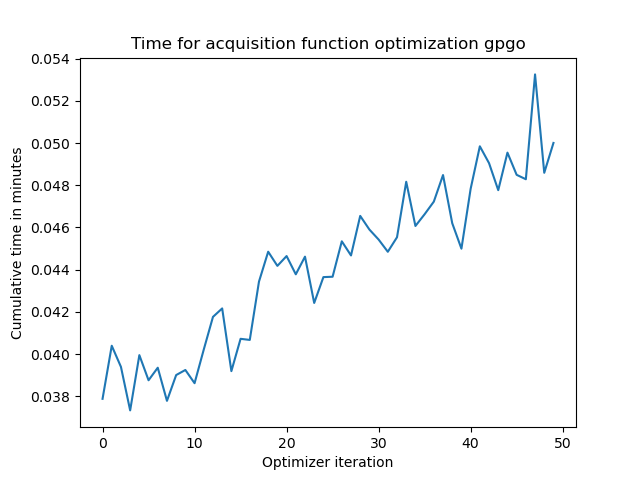 Time for acquisition function optimization gpgo
0.054
0.052
0.050
0.048
0.046
0.044
0.042
0.040
0.038
Cumulative time in minutes
0 10 20 30 40 50
Optimizer iteration